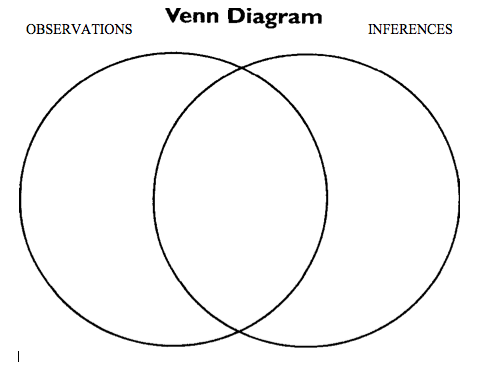 Venn Diagram
OBSERVATIONS
INFERENCES